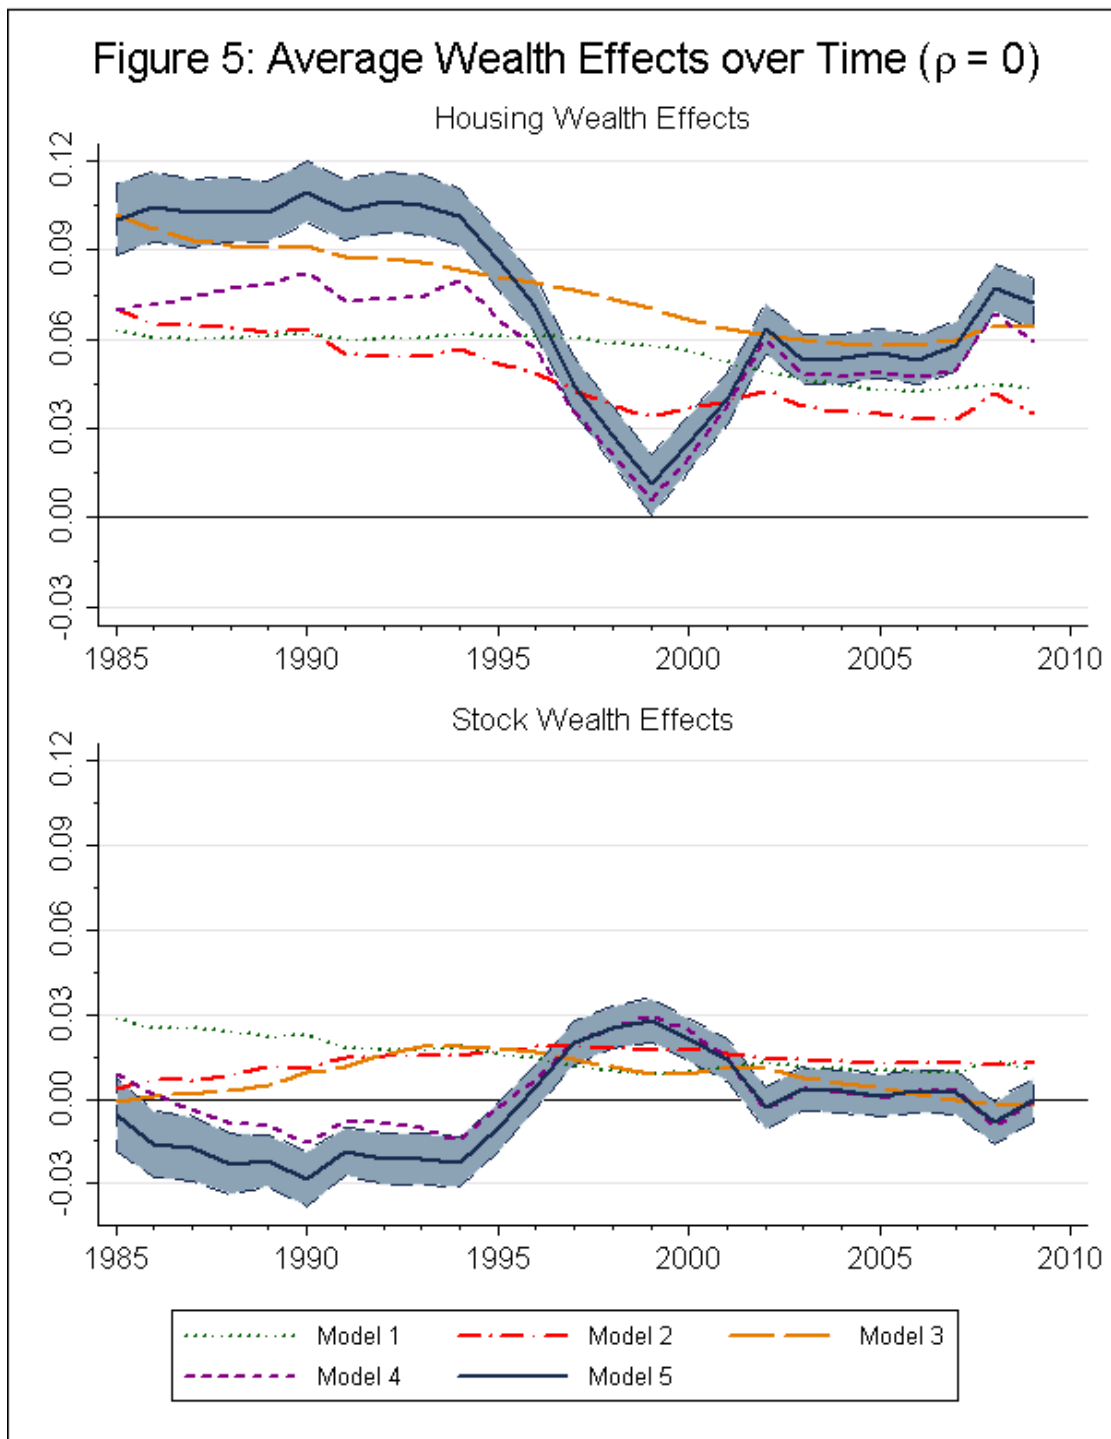 Figure 5: Average Wealth Effects over Time (ρ = 0)
Housing Wealth Effects
0.12
0.09
0.06
0.03
0.00
-0.03
1985 1990 1995 2000 2005 2010
Stock Wealth Effects
0.12
0.09
0.06
0.03
0.00
-0.03
1985 1990 1995 2000 2005 2010
Model 1 Model 2 Model 3
Model 4 Model 5